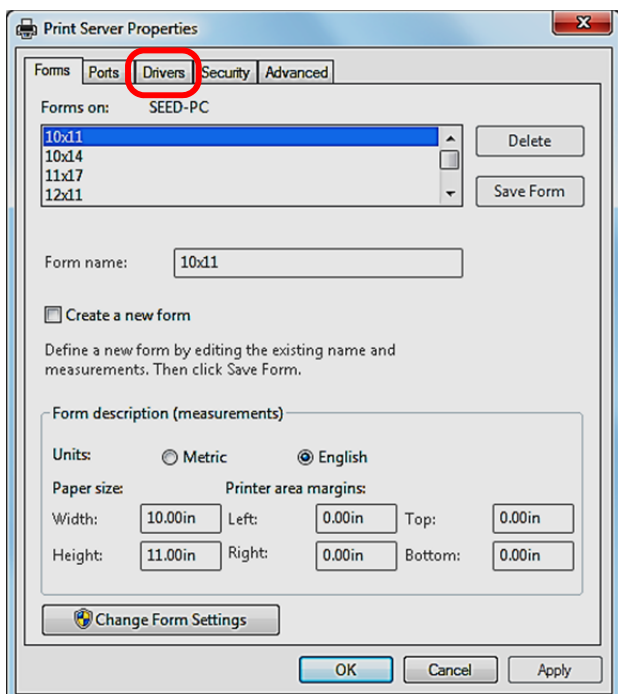 Print Server Properties
Forms Ports Drivers Security Advanced
Forms on: SEED-PC
10x11
10x14
11x17
12x11
Delete
Save Form
Form name: 10x11
Create a new form
Define a new form by editing the existing name and
measurements. Then click Save Form.
Form description (measurements)
Units: Metric English
Paper size: Printer area margins:
Width: 10.00in Left: 0.00in Top: 0.00in
Height: 11.00in Right: 0.00in Bottom: 0.00in
Change Form Settings
OK Cancel Apply